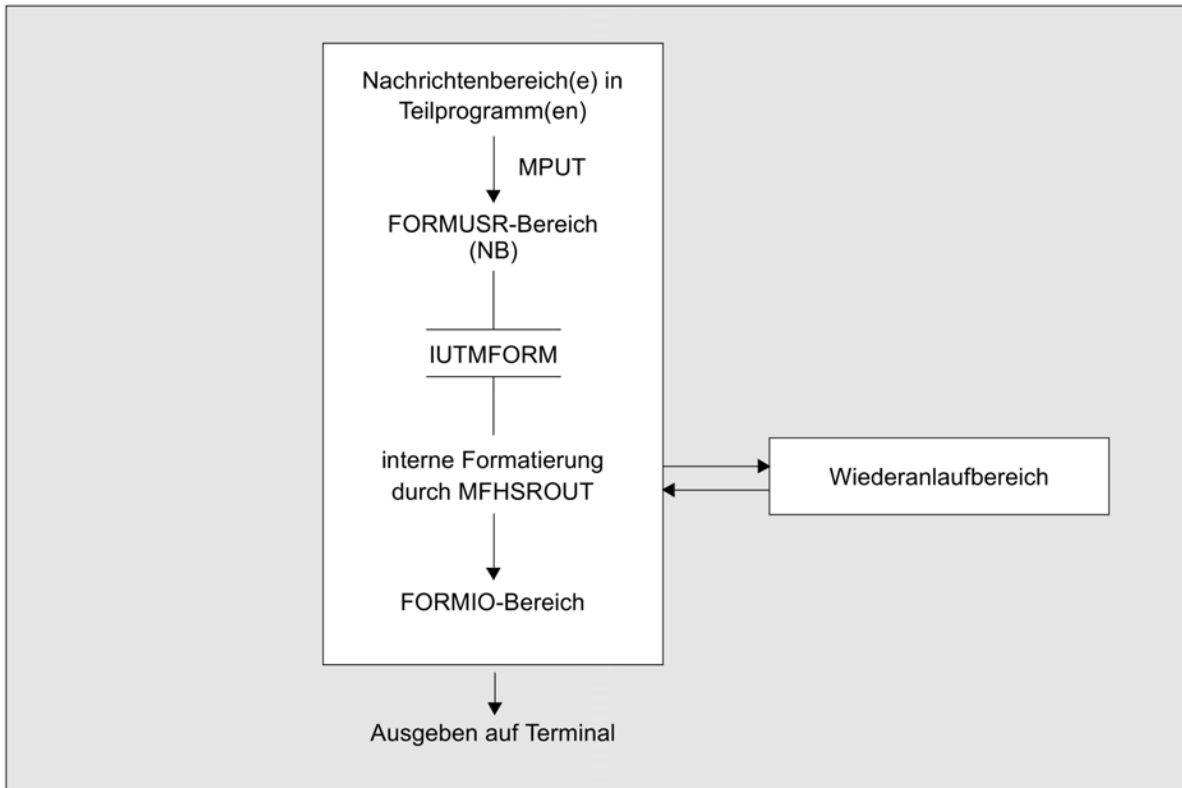 Nachrichtenbereich(e) in
Teilprogramm(en)
MPUT
FORMUSR-Bereich
(NB)
IUTMFORM
interne Formatierung
durch MFHSROUT
Wiederanlaufbereich
FORMIO-Bereich
Ausgeben auf Terminal